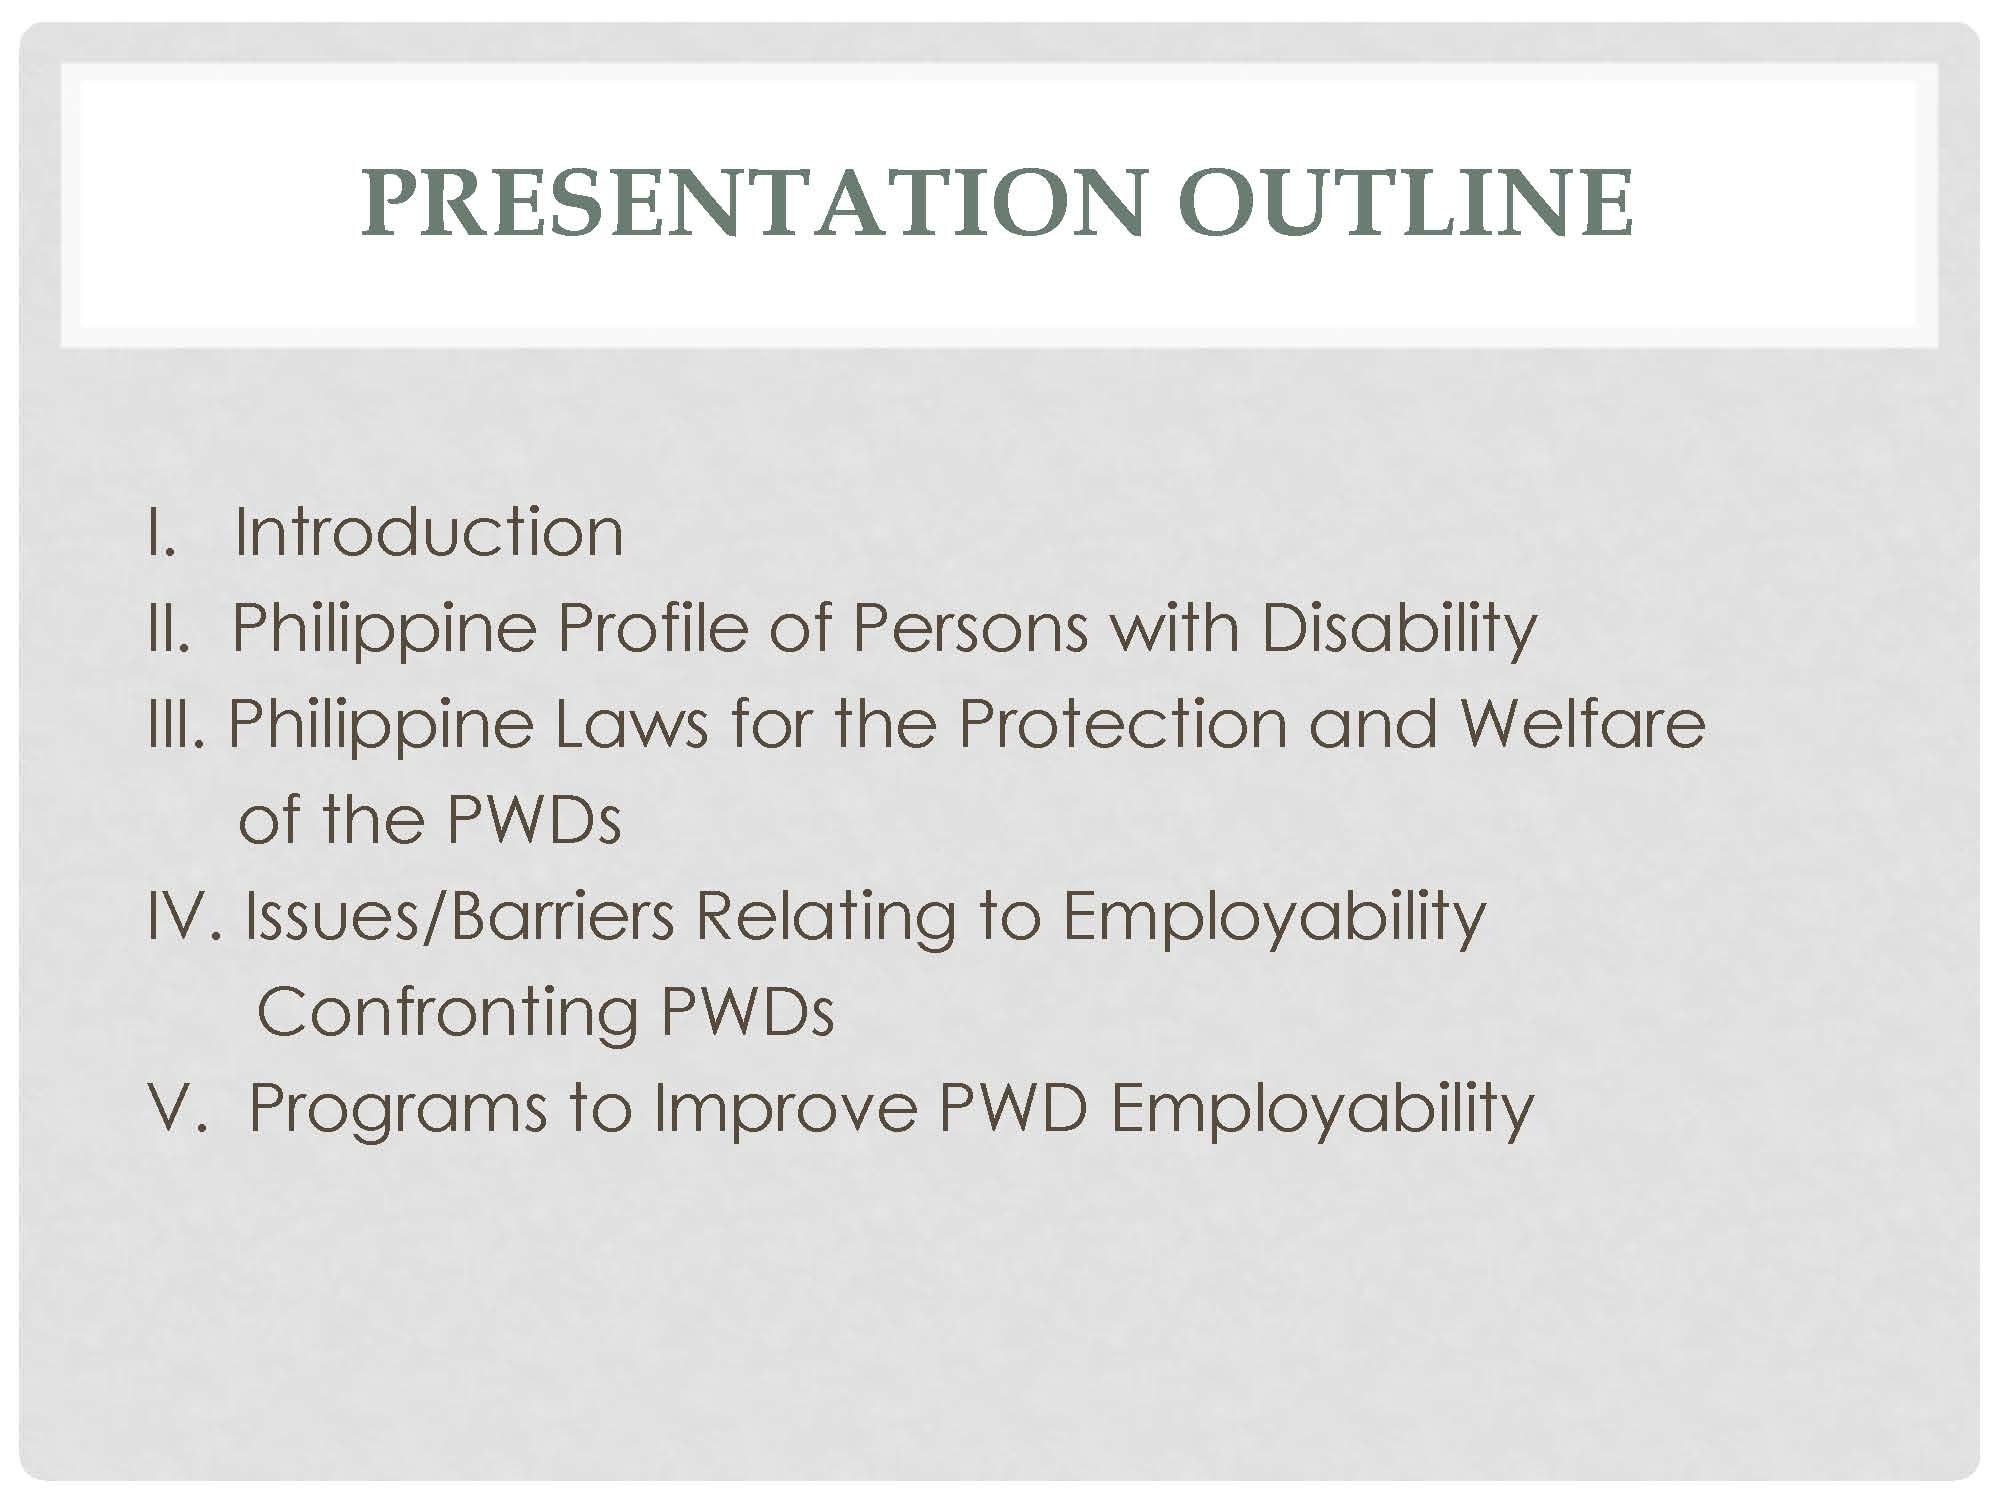 PRESENTATION OUTLINE
I. Introduction
II. Philippine Profile of Persons with Disability
III. Philippine Laws for the Protection and Welfare
of the PWDs
IV. Issues/Barriers Relating to Employability
Confronting PWDs
V. Programs to Improve PWD Employability